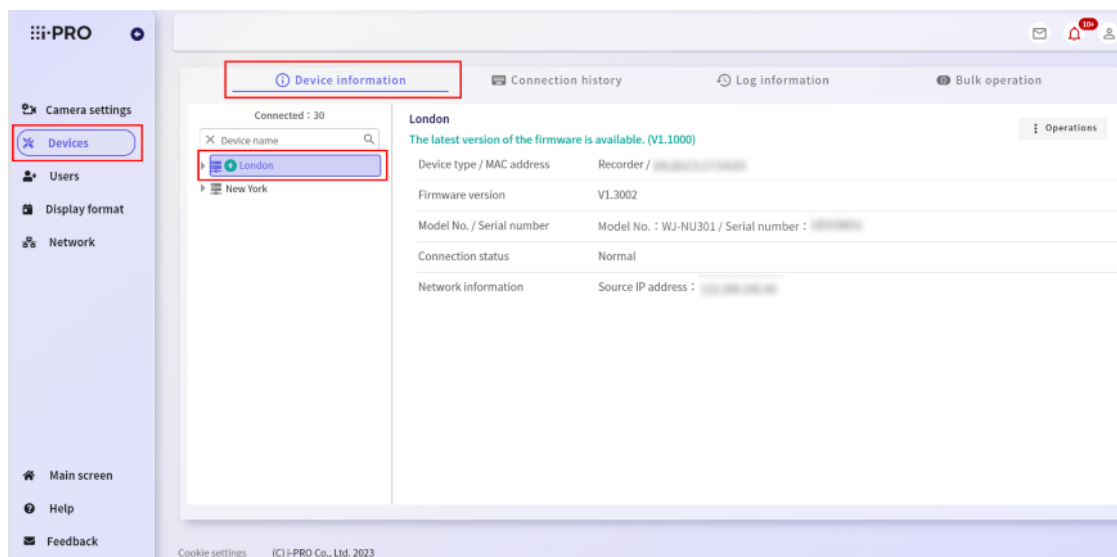 i-PRO
10+
Device information
Connection history
Log information
Bulk operation
Camera settings
Devices
Users
Display format
Network
Connected : 30
Device name
London
New York
London
The latest version of the firmware is available. (V1.1000)
Operations
Device type / MAC address Recorder /
Firmware version V1.3002
Model No. / Serial number Model No. : WJ-NU301 / Serial number :
Connection status Normal
Network information Source IP address :
Main screen
Help
Feedback
Cookie settings (C) i-PRO Co., Ltd. 2023